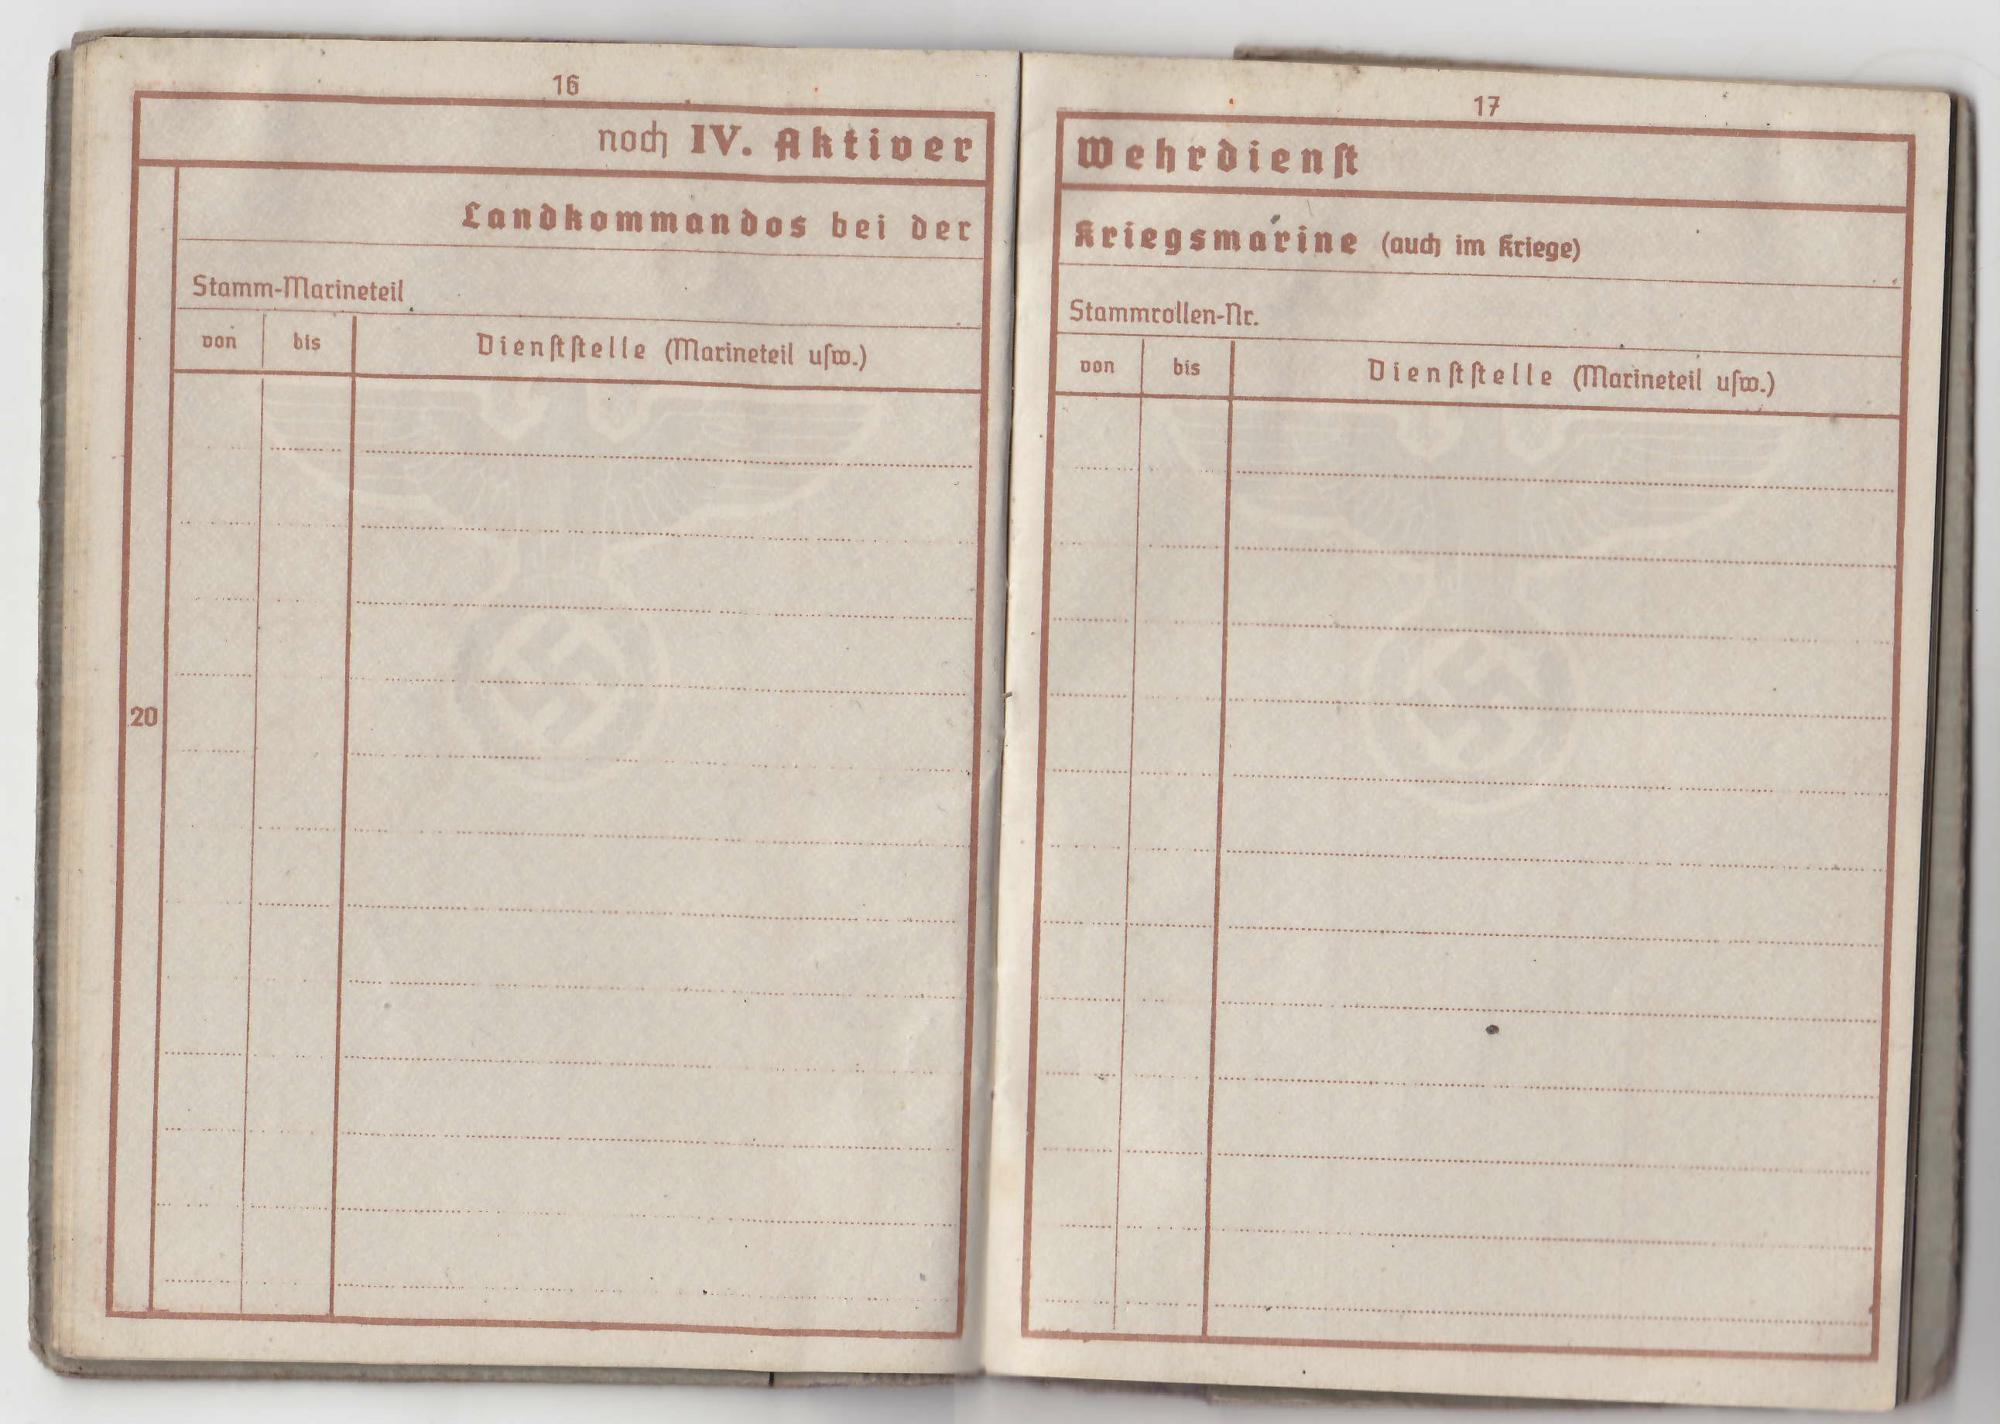 16
noch IV. Aktiver
Landkommandos bei der
Stamm-Marineteil
von bis Dienſtſtelle (Marineteil uſw.)
20
17
Wehrdienſt
Kriegsmarine (auch im Kriege)
Stammrollen-Nr.
von bis Dienſtſtelle (Marineteil uſw.)